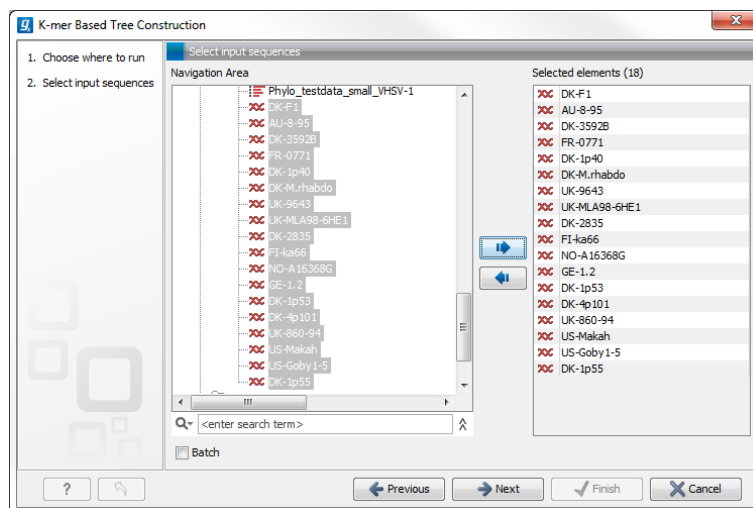 K-mer Based Tree Construction
1. Choose where to run
2. Select input sequences
Select input sequences
Navigation Area
Phylo_testdata_small_VHSV-1
DK-F1
AU-8-95
DK-3592B
FR-0771
DK-1p40
DK-M.rhabdo
UK-9643
UK-MLA98-6HE1
DK-2835
FI-ka66
NO-A16368G
GE-1.2
DK-1p53
DK-4p101
UK-860-94
US-Makah
US-Goby1-5
DK-1p55
<enter search term>
Batch
Selected elements (18)
DK-F1
AU-8-95
DK-3592B
FR-0771
DK-1p40
DK-M.rhabdo
UK-9643
UK-MLA98-6HE1
DK-2835
FI-ka66
NO-A16368G
GE-1.2
DK-1p53
DK-4p101
UK-860-94
US-Makah
US-Goby1-5
DK-1p55
? Previous Next Finish Cancel